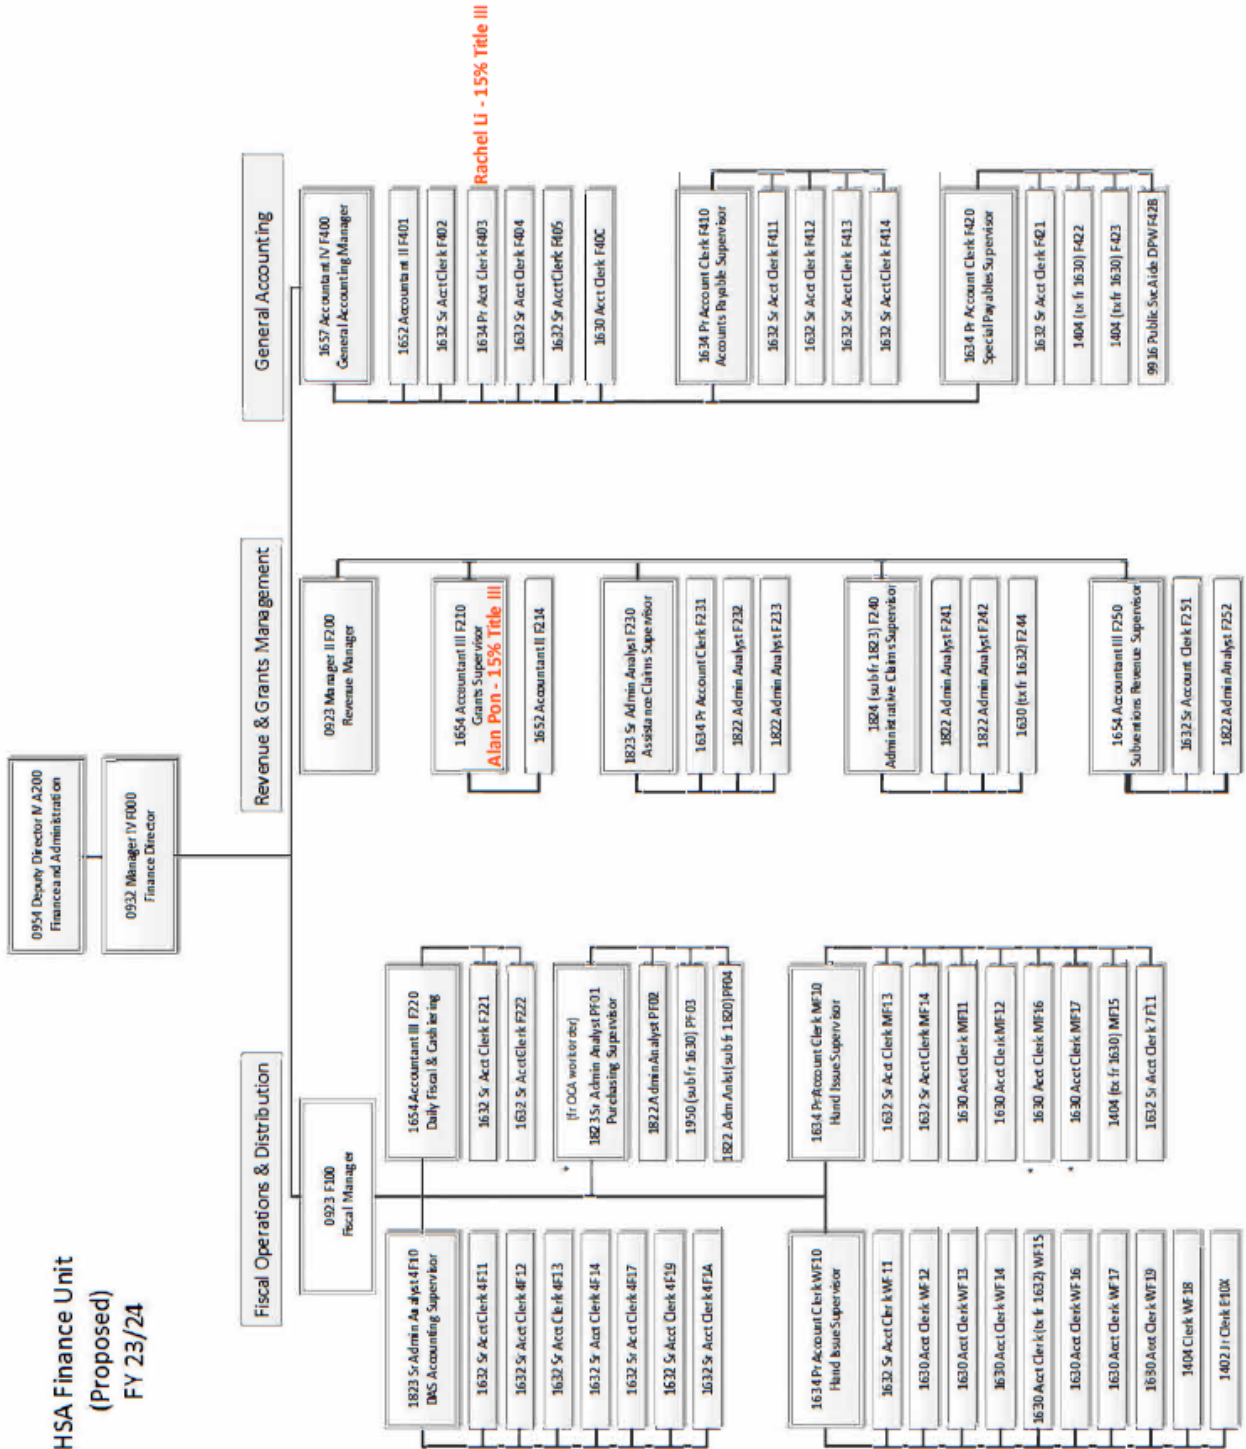 HSA Finance Unit
(Proposed)
FY 23/24
0954 Deputy Director IV A200
Finance and Administration
0932 Manager IV F000
Finance Director
Fiscal Operations & Distribution
0923 F100
Fiscal Manager
1823 Sr Admin Analyst 4F10
DAS Accounting Supervisor
1632 Sr Acct Clerk 4F11
1632 Sr Acct Clerk 4F12
1632 Sr Acct Clerk 4F13
1632 Sr Acct Clerk 4F14
1632 Sr Acct Clerk 4F17
1632 Sr Acct Clerk 4F19
1632 Sr Acct Clerk 4F1A
1654 Accountant III F220
Daily Fiscal & Cashiering
1632 Sr Acct Clerk F221
1632 Sr Acct Clerk F222
*
(fr OCA workorder)
1823 Sr Admin Analyst PF01
Purchasing Supervisor
1822 Admin Analyst PF02
1950 (sub fr 1630) PF03
1822 Adm Anlst (sub fr 1820) PF04
1634 Pr Account Clerk WF10
Hand Issue Supervisor
1632 Sr Acct Clerk WF11
1630 Acct Clerk WF12
1630 Acct Clerk WF13
1630 Acct Clerk WF14
1630 Acct Clerk (tx fr 1632) WF15
1630 Acct Clerk WF16
1630 Acct Clerk WF17
1630 Acct Clerk WF19
1404 Clerk WF18
1402 Jr Clerk E10X
1634 Pr Account Clerk MF10
Hand Issue Supervisor
1632 Sr Acct Clerk MF13
1632 Sr Acct Clerk MF14
1630 Acct Clerk MF11
1630 Acct Clerk MF12
* 1630 Acct Clerk MF16
* 1630 Acct Clerk MF17
1404 (tx fr 1630) MF15
1632 Sr Acct Clerk 7F11
Revenue & Grants Management
0923 Manager II F200
Revenue Manager
1654 Accountant III F210
Grants Supervisor
Alan Pon - 15% Title III
1652 Accountant II F214
1823 Sr Admin Analyst F230
Assistance Claims Supervisor
1634 Pr Account Clerk F231
1822 Admin Analyst F232
1822 Admin Analyst F233
1824 (sub fr 1823) F240
Administrative Claims Supervisor
1822 Admin Analyst F241
1822 Admin Analyst F242
1630 (tx fr 1632) F244
1654 Accountant III F250
Subventions Revenue Supervisor
1632 Sr Account Clerk F251
1822 Admin Analyst F252
General Accounting
1657 Accountant IV F400
General Accounting Manager
1652 Accountant II F401
1632 Sr Acct Clerk F402
1634 Pr Acct Clerk F403
Rachel Li - 15% Title III
1632 Sr Acct Clerk F404
1632 Sr Acct Clerk F405
1630 Acct Clerk F40C
1634 Pr Account Clerk F410
Accounts Payable Supervisor
1632 Sr Acct Clerk F411
1632 Sr Acct Clerk F412
1632 Sr Acct Clerk F413
1632 Sr Acct Clerk F414
1634 Pr Account Clerk F420
Special Payables Supervisor
1632 Sr Acct Clerk F421
1404 (tx fr 1630) F422
1404 (tx fr 1630) F423
9916 Public Svc Aide DPW F42B